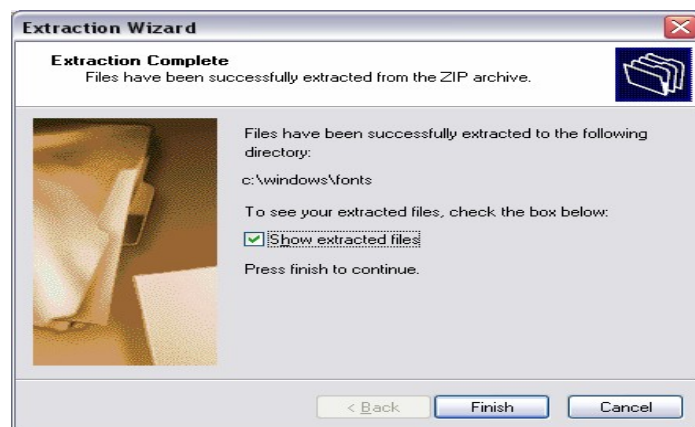 Extraction Wizard
Extraction Complete
Files have been successfully extracted from the ZIP archive.
Files have been successfully extracted to the following
directory:
c:\windows\fonts
To see your extracted files, check the box below:
Show extracted files
Press finish to continue.
< Back Finish Cancel